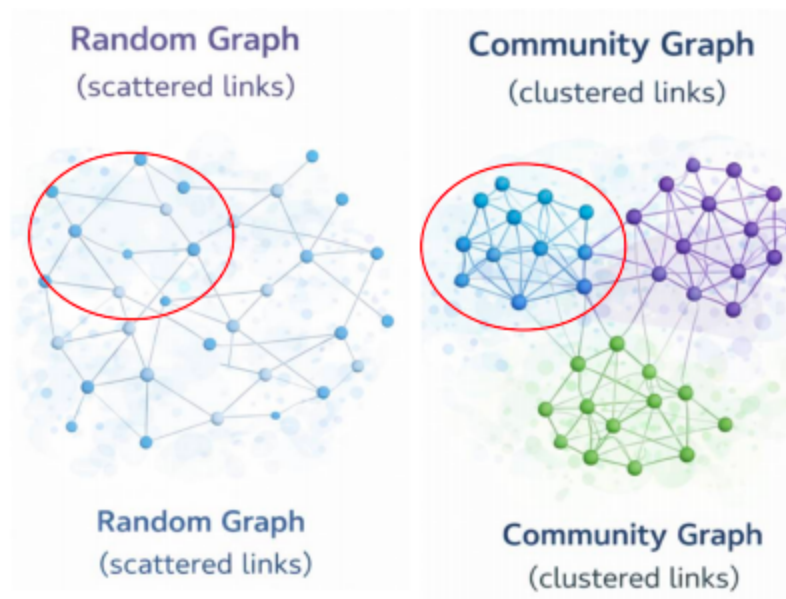 Random Graph
(scattered links)
Community Graph
(clustered links)
Random Graph
(scattered links)
Community Graph
(clustered links)